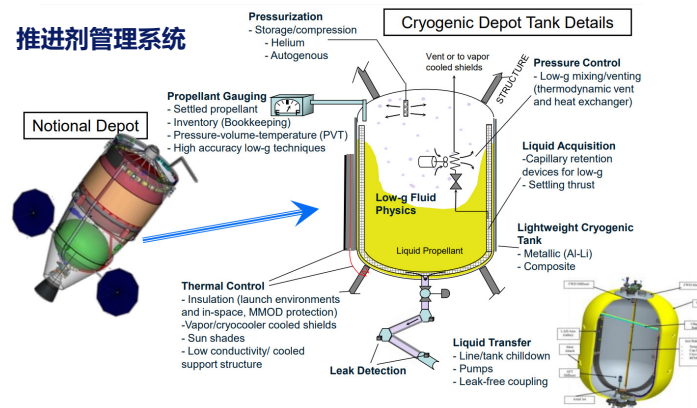 推进剂管理系统
Cryogenic Depot Tank Details
Pressurization
- Storage/compression
- Helium
- Autogenous
Vent or to vapor
cooled shields
STRUCTURE
Pressure Control
- Low-g mixing/venting
(thermodynamic vent
and heat exchanger)
Propellant Gauging
- Settled propellant
- Inventory (Bookkeeping)
- Pressure-volume-temperature (PVT)
- High accuracy low-g techniques
Notional Depot
Liquid Acquisition
-Capillary retention
devices for low-g
- Settling thrust
Low-g Fluid
Physics
Liquid Propellant
Lightweight Cryogenic
Tank
- Metallic (Al-Li)
- Composite
Thermal Control
- Insulation (launch environments
and in-space, MMOD protection)
-Vapor/cryocooler cooled shields
- Sun shades
- Low conductivity/ cooled
support structure
Leak Detection
Liquid Transfer
- Line/tank chilldown
- Pumps
- Leak-free coupling